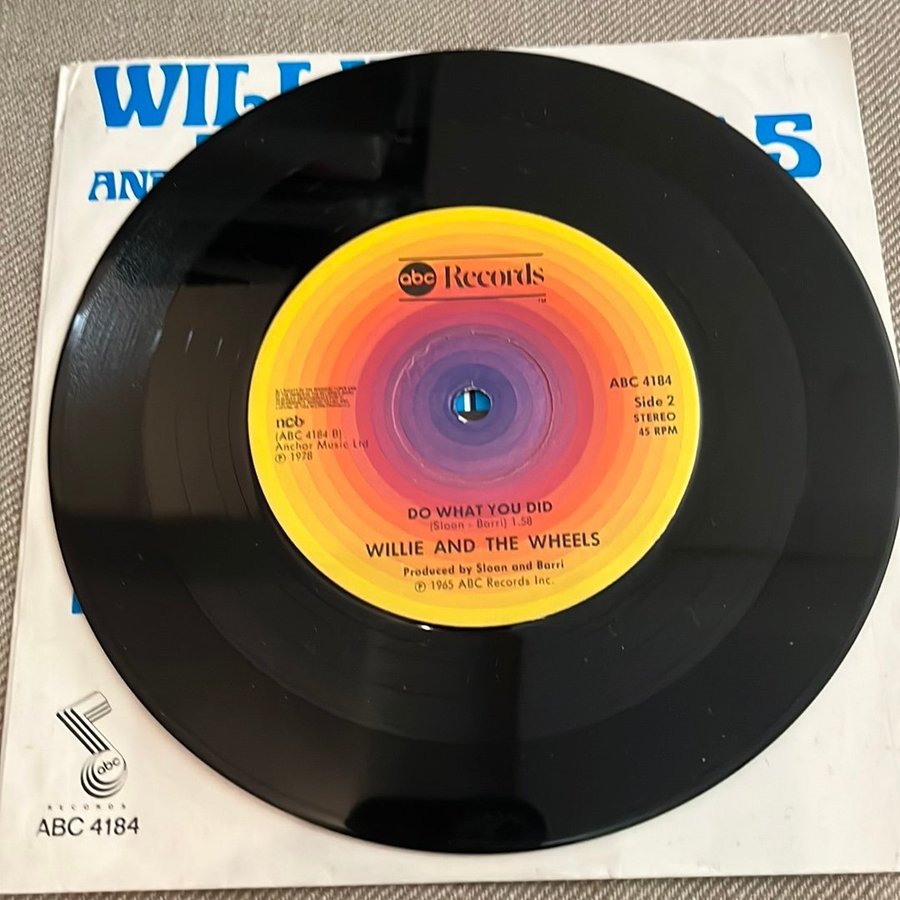 WILLI
AN
S
abc Records
TM
ABC 4184
Side 2
STEREO
45 RPM
ncb
(ABC 4184 B)
Anchor Music Ltd
℗ 1978
DO WHAT YOU DID
(Sloan - Barri) 1.58
WILLIE AND THE WHEELS
Produced by Sloan and Barri
℗ 1965 ABC Records Inc.
abc
RECORDS
ABC 4184